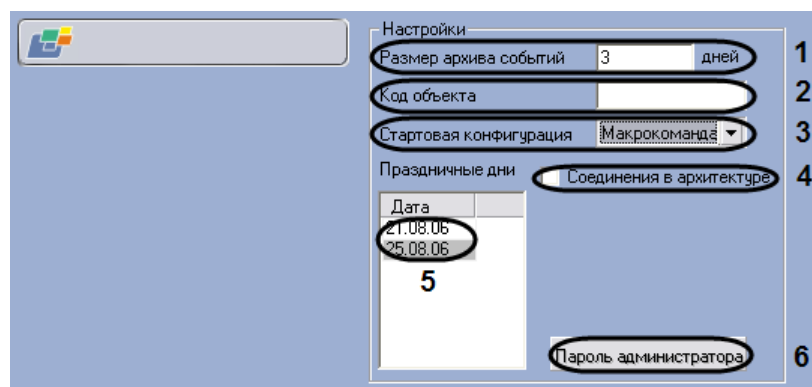 Настройки
Размер архива событий 3 дней 1
Код объекта 2
Стартовая конфигурация Макрокоманда 3
Праздничные дни Соединения в архитектуре 4
Дата
21.08.06
25.08.06
5
Пароль администратора 6